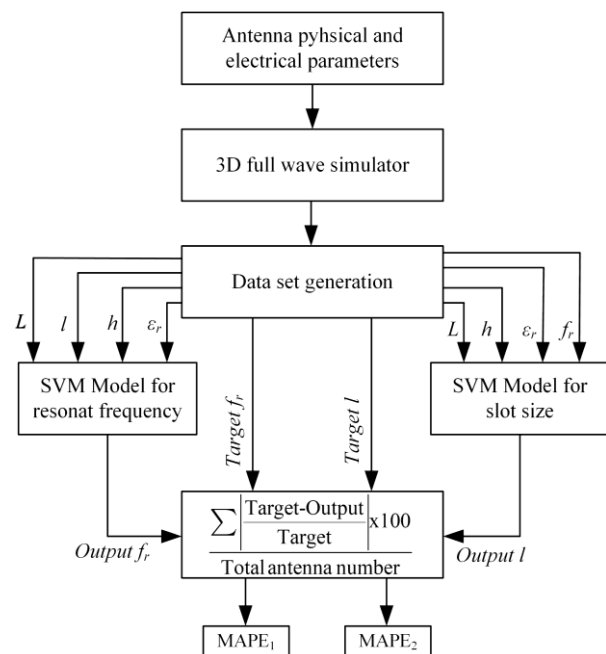 Antenna pyhsical and
electrical parameters
3D full wave simulator
Data set generation
L
l
h
εr
L
h
εr
fr
SVM Model for
resonat frequency
SVM Model for
slot size
Target fr
Target l
Output fr
∑|Target-Output
Target|x100
Total antenna number
Output l
MAPE1
MAPE2